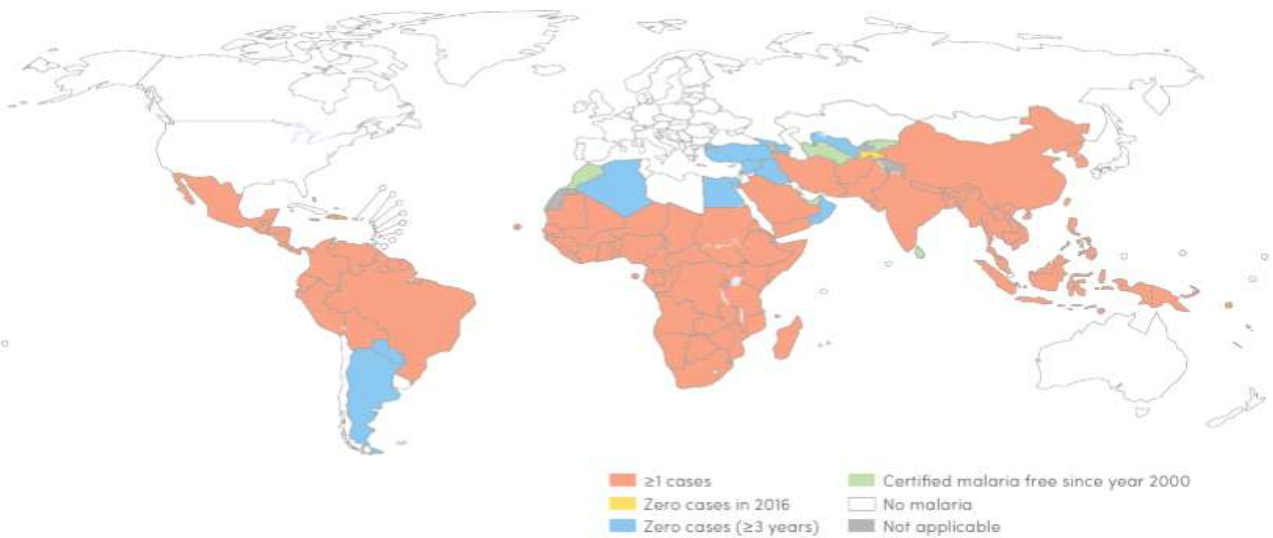 ≥1 cases
Zero cases in 2016
Zero cases (≥3 years)
Certified malaria free since year 2000
No malaria
Not applicable